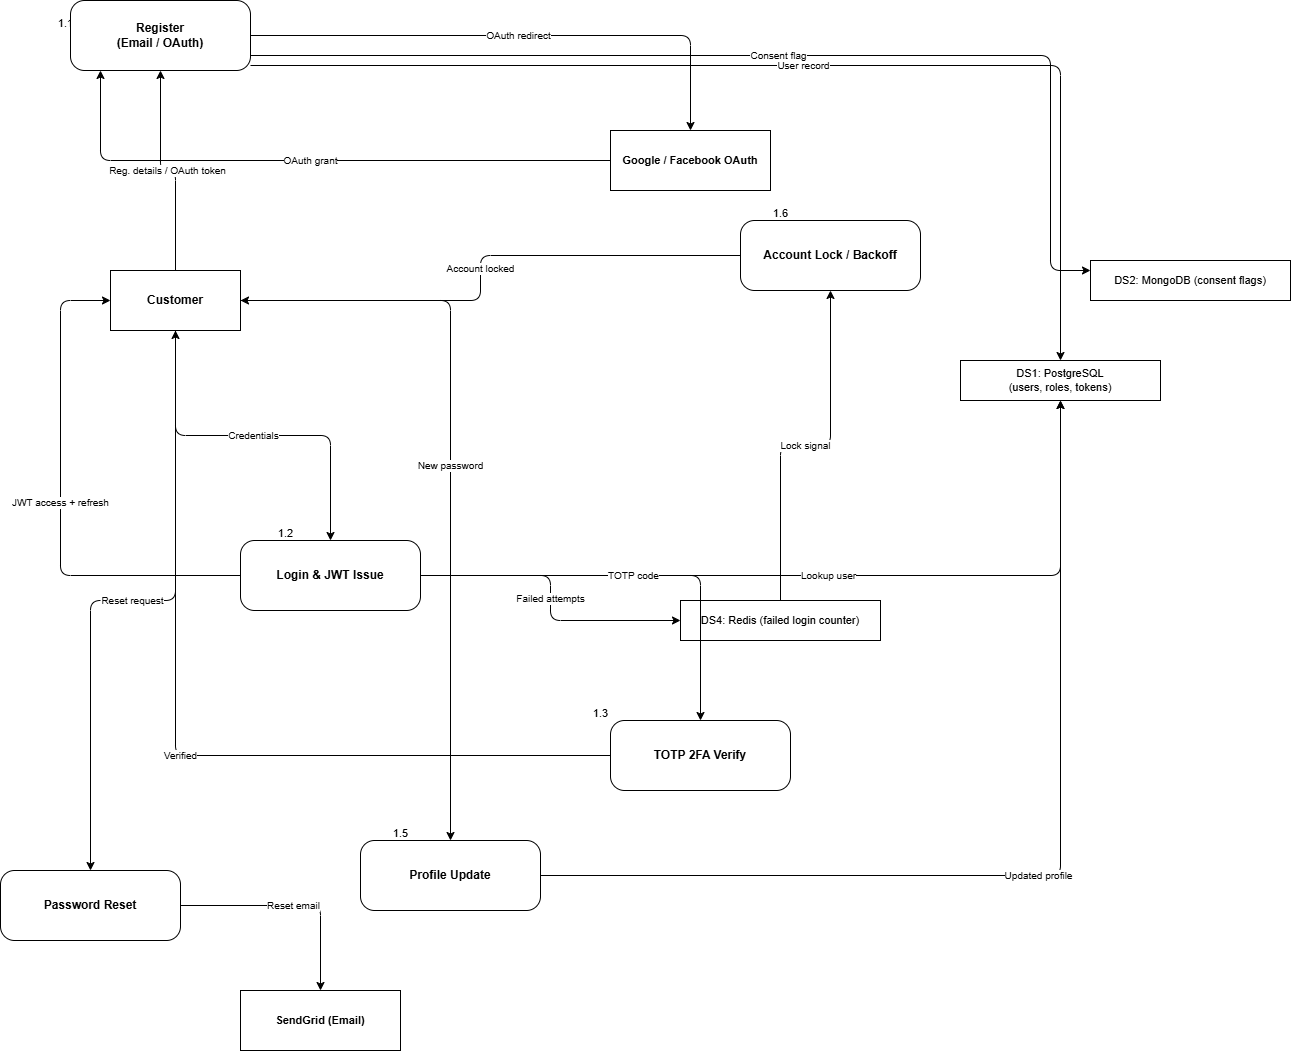 1.1
Register
(Email / OAuth)
OAuth redirect
Consent flag
User record
OAuth grant
Google / Facebook OAuth
Reg. details / OAuth token
1.6
Account Lock / Backoff
Account locked
DS2: MongoDB (consent flags)
Customer
DS1: PostgreSQL
(users, roles, tokens)
Credentials
Lock signal
New password
JWT access + refresh
1.2
Login & JWT Issue
TOTP code
Lookup user
Reset request
Failed attempts
DS4: Redis (failed login counter)
1.3
TOTP 2FA Verify
Verified
1.5
Profile Update
Updated profile
Password Reset
Reset email
SendGrid (Email)